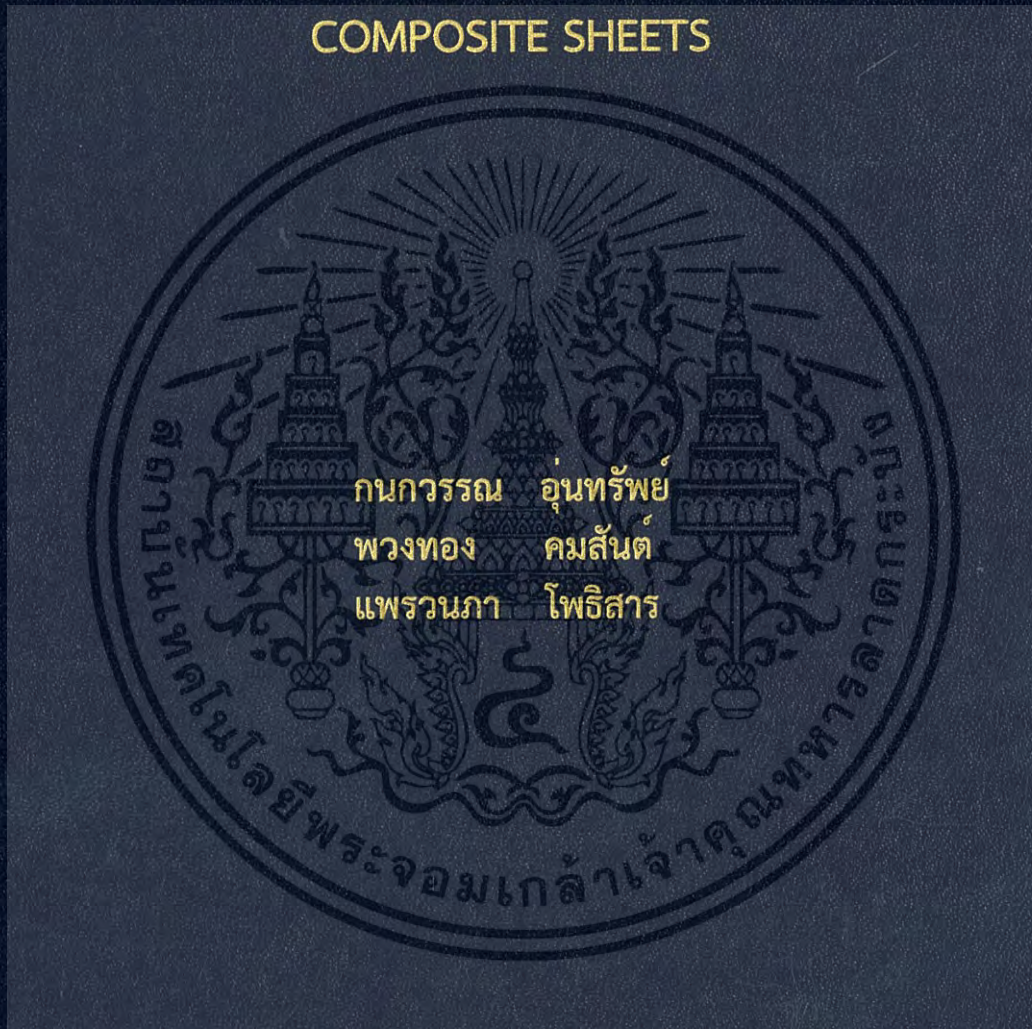 COMPOSITE SHEETS
กนกวรรณ อุ่นทรัพย์
พวงทอง คมสันต์
แพรวนภา โพธิสาร
สถาบันเทคโนโลยีพระจอมเกล้าเจ้าคุณทหารลาดกระบัง
๔